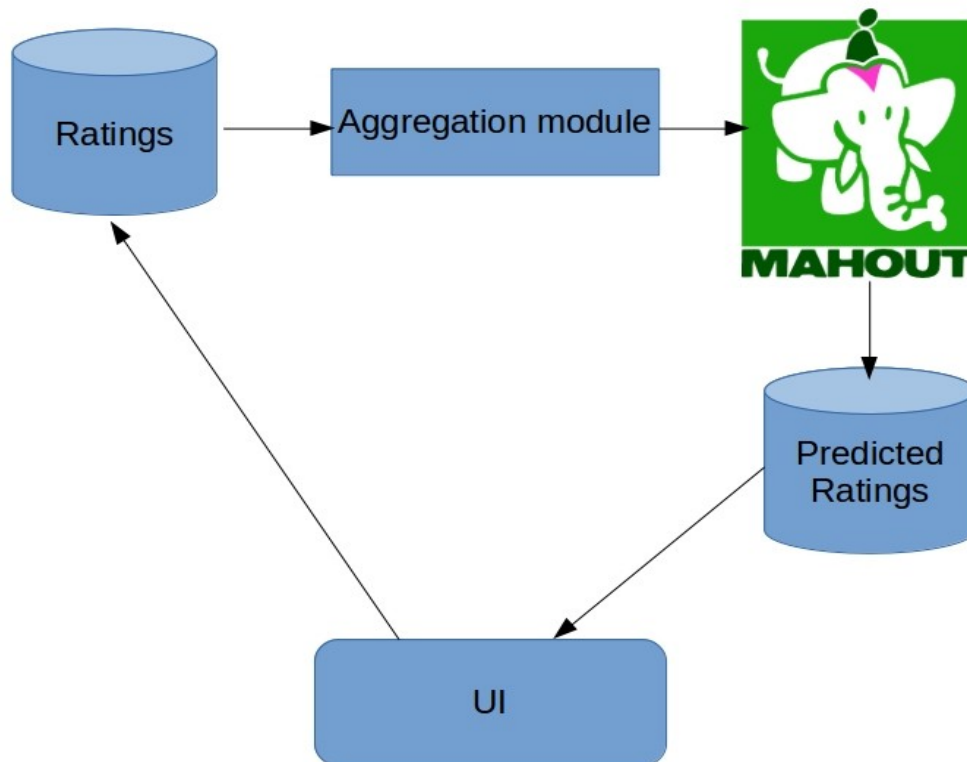 Ratings
Aggregation module
MAHOUT
Predicted
Ratings
UI